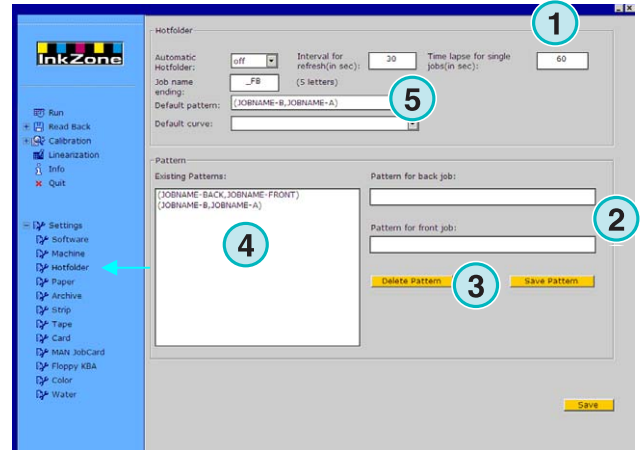 1
InkZone
Run
Read Back
Calibration
Linearization
Info
Quit
Settings
Software
Machine
Hotfolder
Paper
Archive
Strip
Tape
Card
MAN JobCard
Floppy KBA
Color
Water
Hotfolder
Automatic Hotfolder:
off
Interval for refresh(in sec):
30
Time lapse for single jobs(in sec):
60
Job name ending:
_FB
(5 letters)
Default pattern:
(JOBNAME-B,JOBNAME-A)
5
Default curve:
Pattern
Existing Patterns:
(JOBNAME-BACK,JOBNAME-FRONT)
(JOBNAME-B,JOBNAME-A)
4
Pattern for back job:
2
Pattern for front job:
Delete Pattern
3
Save Pattern
Save